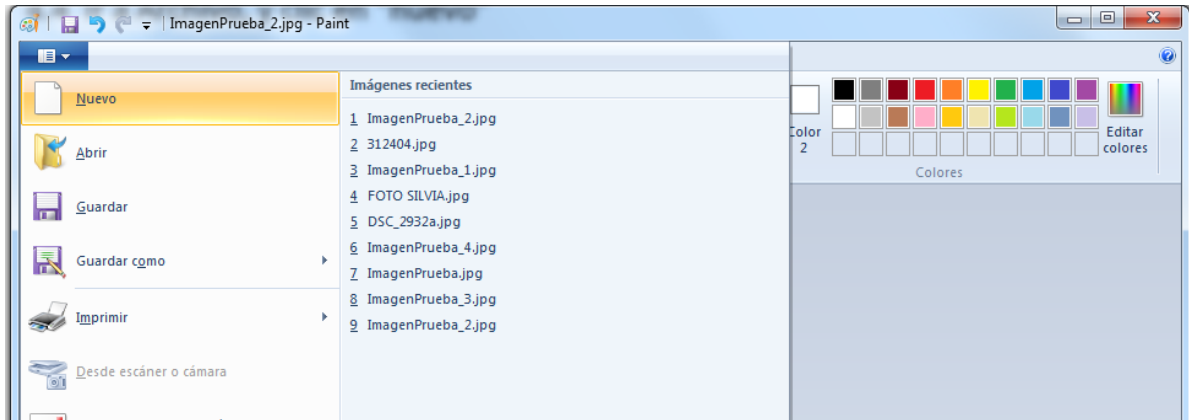 ImagenPrueba_2.jpg - Paint
Nuevo
Abrir
Guardar
Guardar como
Imprimir
Desde escáner o cámara
Imágenes recientes
1 ImagenPrueba_2.jpg
2 312404.jpg
3 ImagenPrueba_1.jpg
4 FOTO SILVIA.jpg
5 DSC_2932a.jpg
6 ImagenPrueba_4.jpg
7 ImagenPrueba.jpg
8 ImagenPrueba_3.jpg
9 ImagenPrueba_2.jpg
Color
2
Editar
colores
Colores